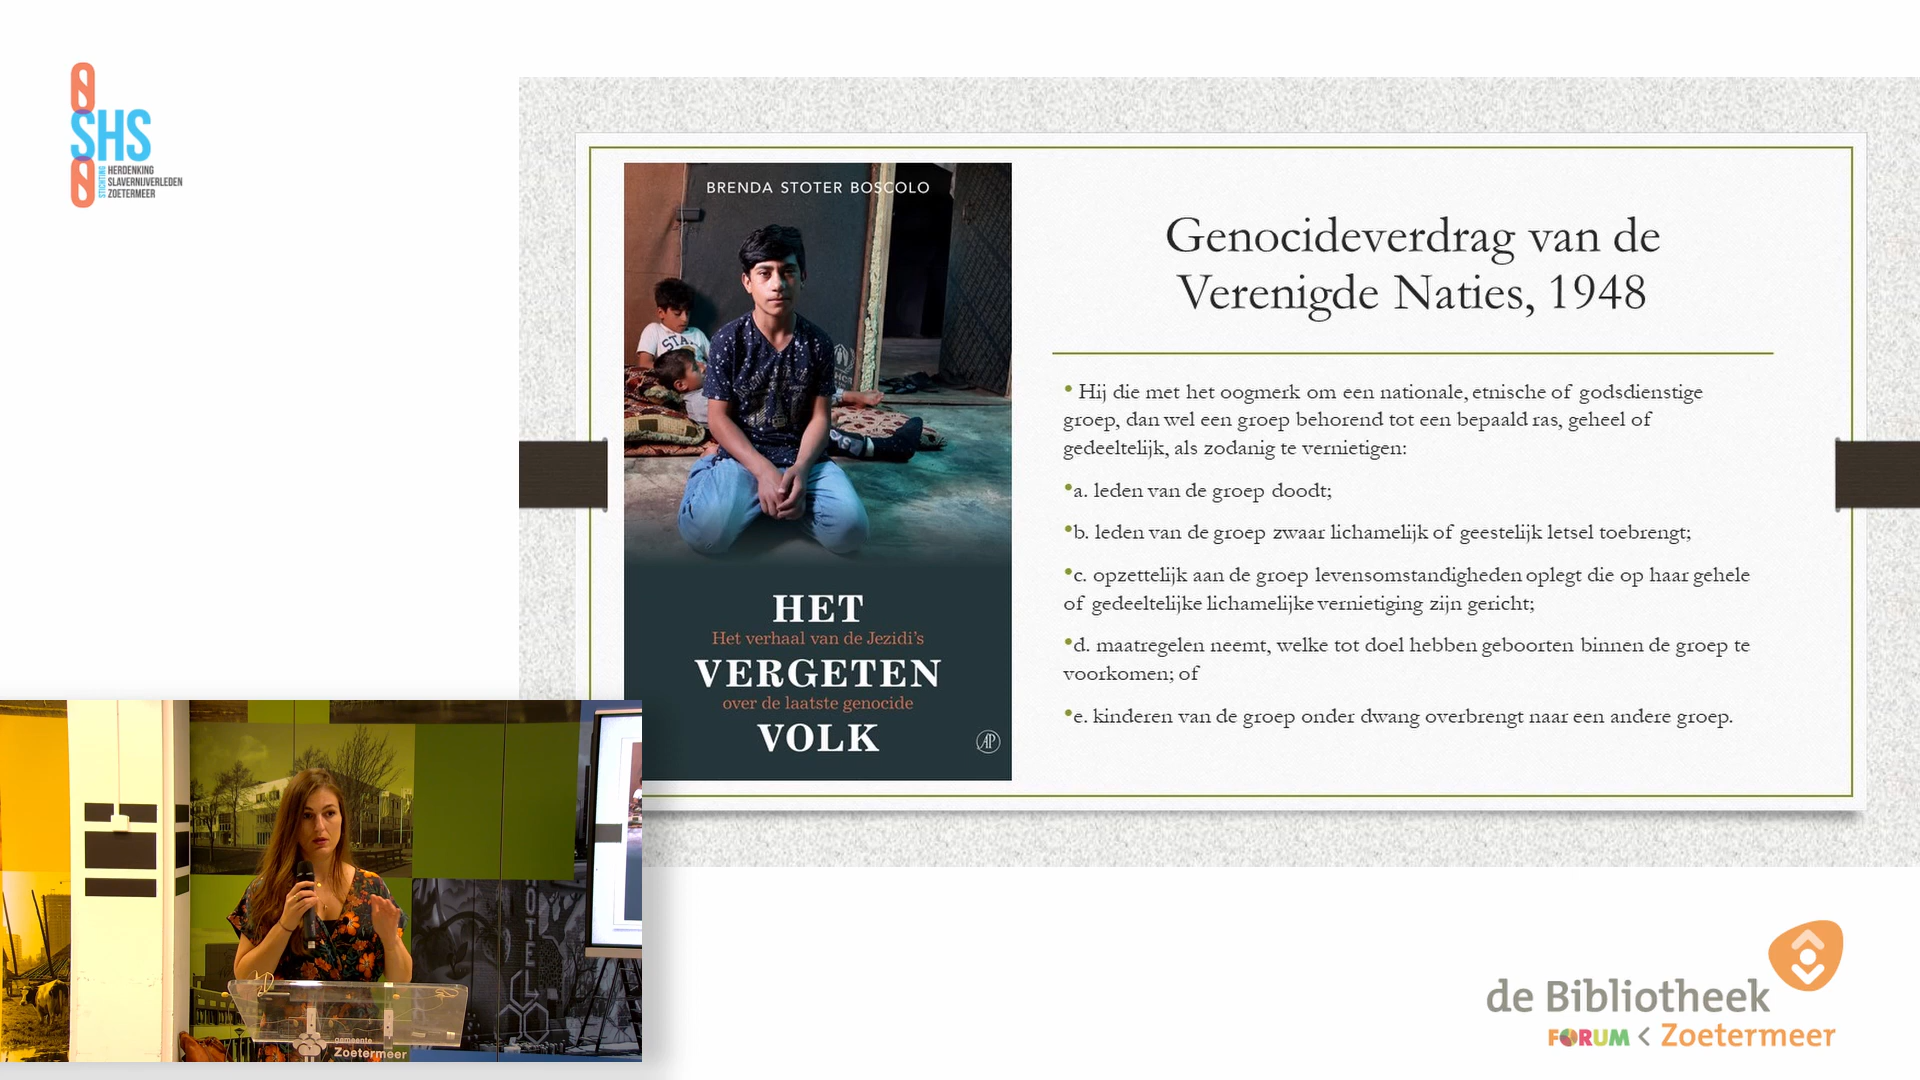 SHS
STICHTING
HERDENKING
SLAVERNIJVERLEDEN
ZOETERMEER
BRENDA STOTER BOSCOLO
STA
HET
Het verhaal van de Jezidi's
VERGETEN
over de laatste genocide
VOLK
AP
Genocideverdrag van de
Verenigde Naties, 1948
• Hij die met het oogmerk om een nationale, etnische of godsdienstige
groep, dan wel een groep behorend tot een bepaald ras, geheel of
gedeeltelijk, als zodanig te vernietigen:
•a. leden van de groep doodt;
•b. leden van de groep zwaar lichamelijk of geestelijk letsel toebrengt;
•c. opzettelijk aan de groep levensomstandigheden oplegt die op haar gehele
of gedeeltelijke lichamelijke vernietiging zijn gericht;
•d. maatregelen neemt, welke tot doel hebben geboorten binnen de groep te
voorkomen; of
•e. kinderen van de groep onder dwang overbrengt naar een andere groep.
HOTEL
gemeente
Zoetermeer
de Bibliotheek
FORUM < Zoetermeer